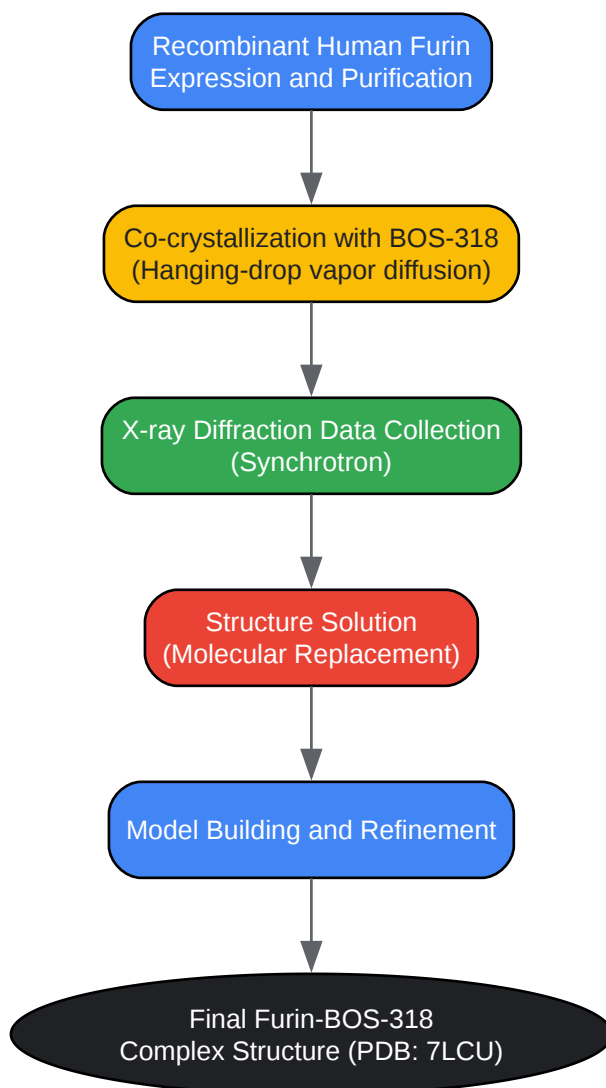 Recombinant Human Furin
Expression and Purification
Co-crystallization with BOS-318
(Hanging-drop vapor diffusion)
X-ray Diffraction Data Collection
(Synchrotron)
Structure Solution
(Molecular Replacement)
Model Building and Refinement
Final Furin-BOS-318
Complex Structure (PDB: 7LCU)